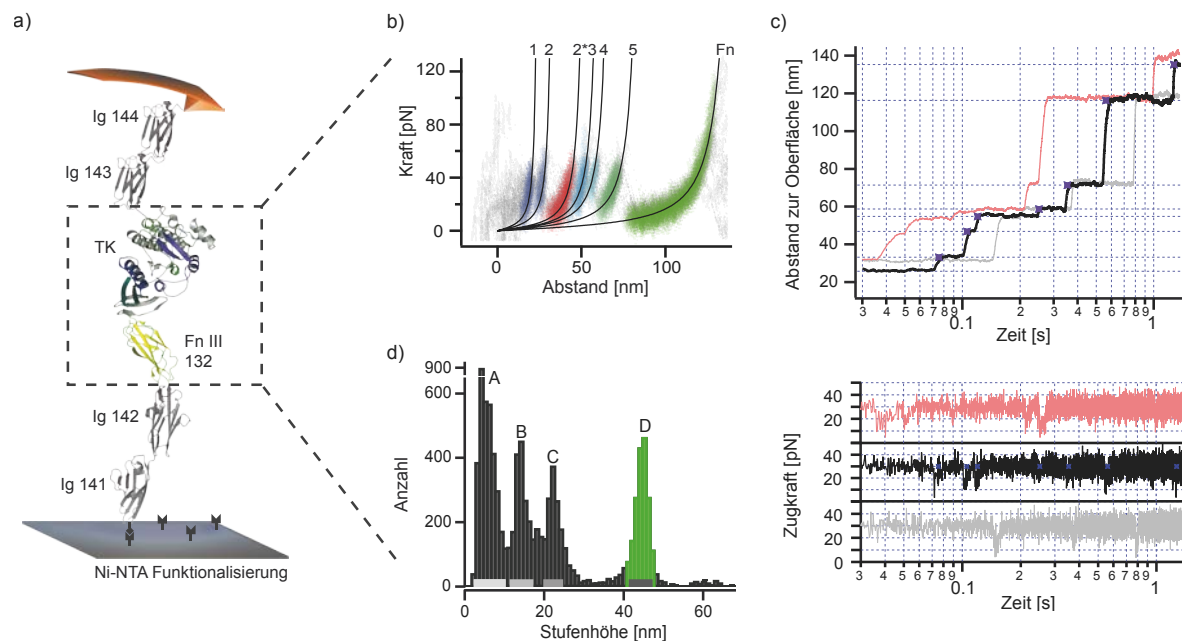 a)
Ig 144
Ig 143
TK
Fn III
132
Ig 142
Ig 141
Ni-NTA Funktionalisierung
b)
1 2 2*3 4 5 Fn
Kraft [pN]
120
80
40
0
0 50 100
Abstand [nm]
c)
Abstand zur Oberfläche [nm]
140
120
100
80
60
40
20
3 4 5 6 7 8 9 0.1 2 3 4 5 6 7 8 9 1
Zeit [s]
d)
Anzahl
900
600
400
200
0
A
B
C
D
0 20 40 60
Stufenhöhe [nm]
Zugkraft [pN]
40
20
40
20
40
20
0
3 4 5 6 7 8 9 0.1 2 3 4 5 6 7 8 9 1
Zeit [s]